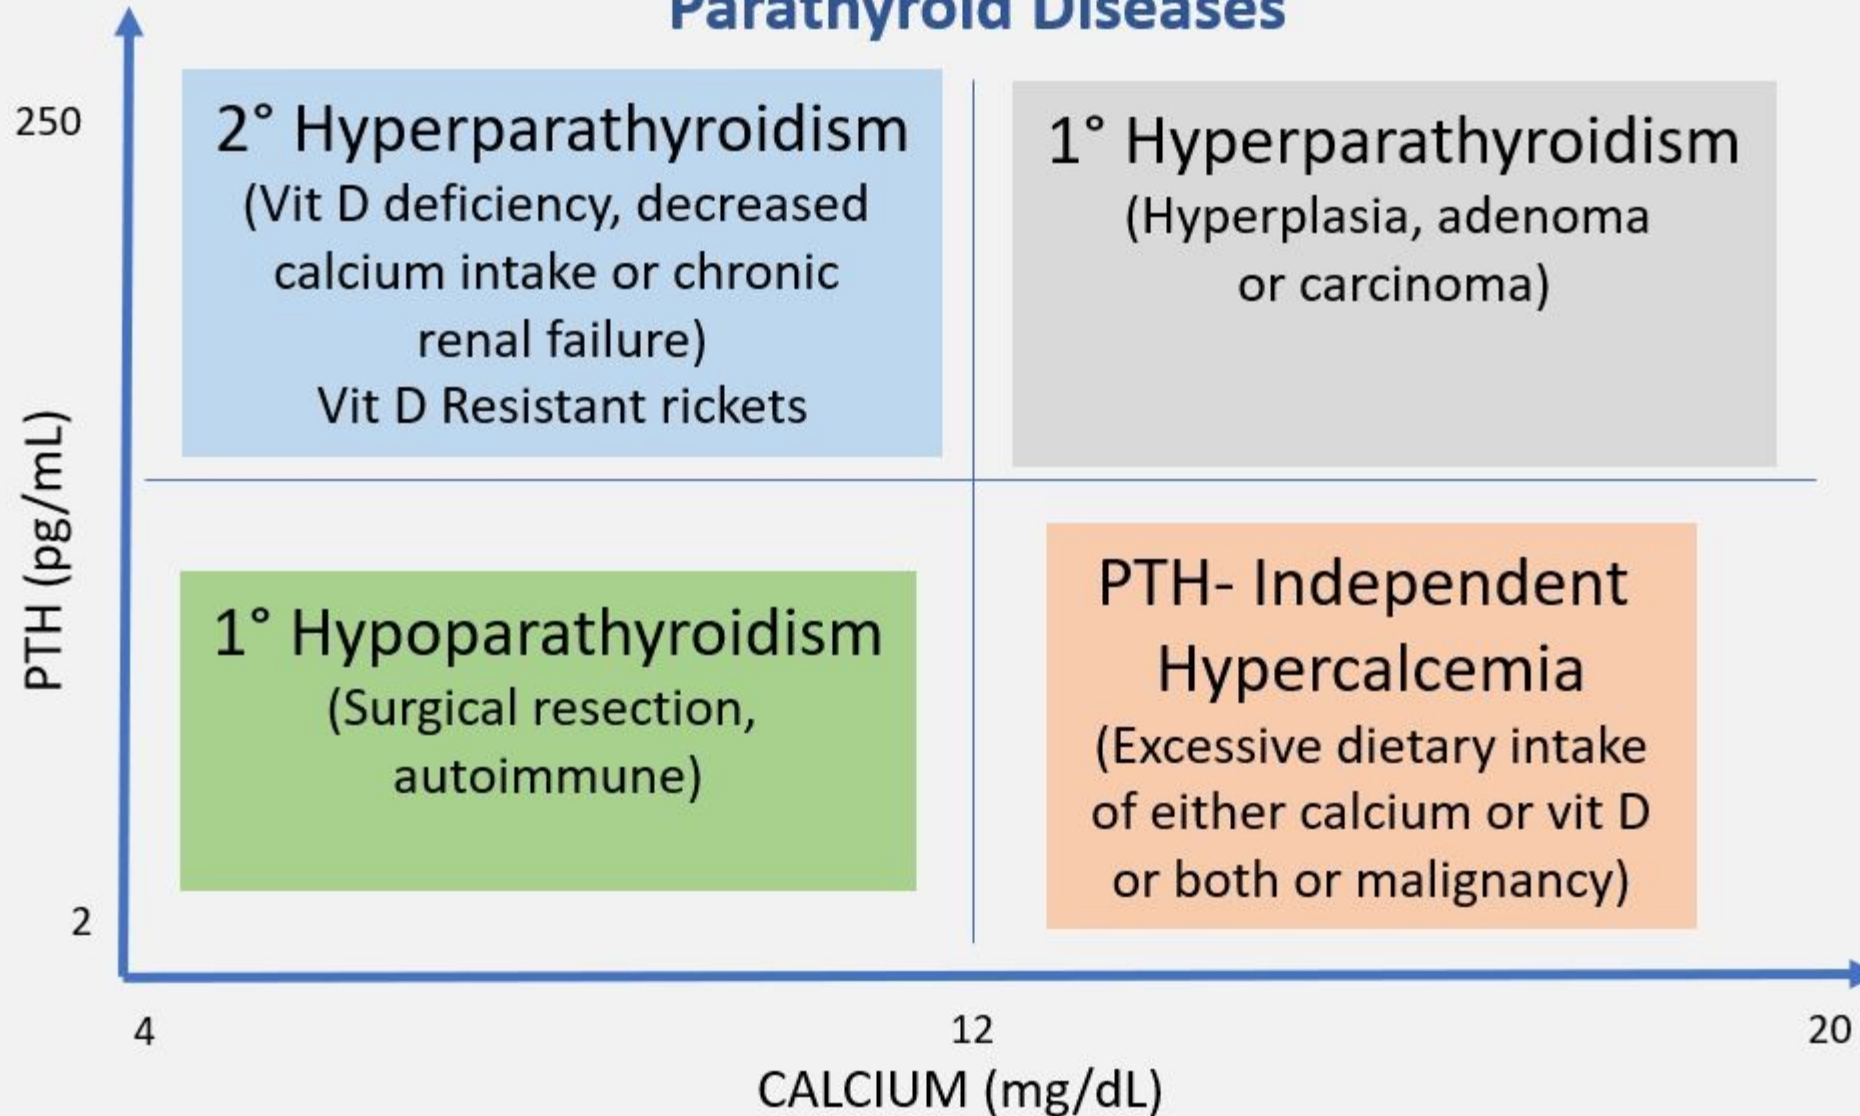 Parathyroid Diseases
250
2° Hyperparathyroidism
(Vit D deficiency, decreased
calcium intake or chronic
renal failure)
Vit D Resistant rickets
1° Hyperparathyroidism
(Hyperplasia, adenoma
or carcinoma)
PTH (pg/mL)
1° Hypoparathyroidism
(Surgical resection,
autoimmune)
PTH- Independent
Hypercalcemia
(Excessive dietary intake
of either calcium or vit D
or both or malignancy)
2
4
12
20
CALCIUM (mg/dL)